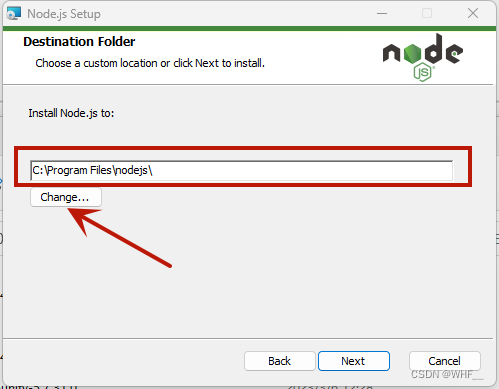 Node.js Setup
Destination Folder
Choose a custom location or click Next to install.
node
JS
Install Node.js to:
C:\Program Files\nodejs\
Change...
Back
Next
Cancel
CSDN @WHF__